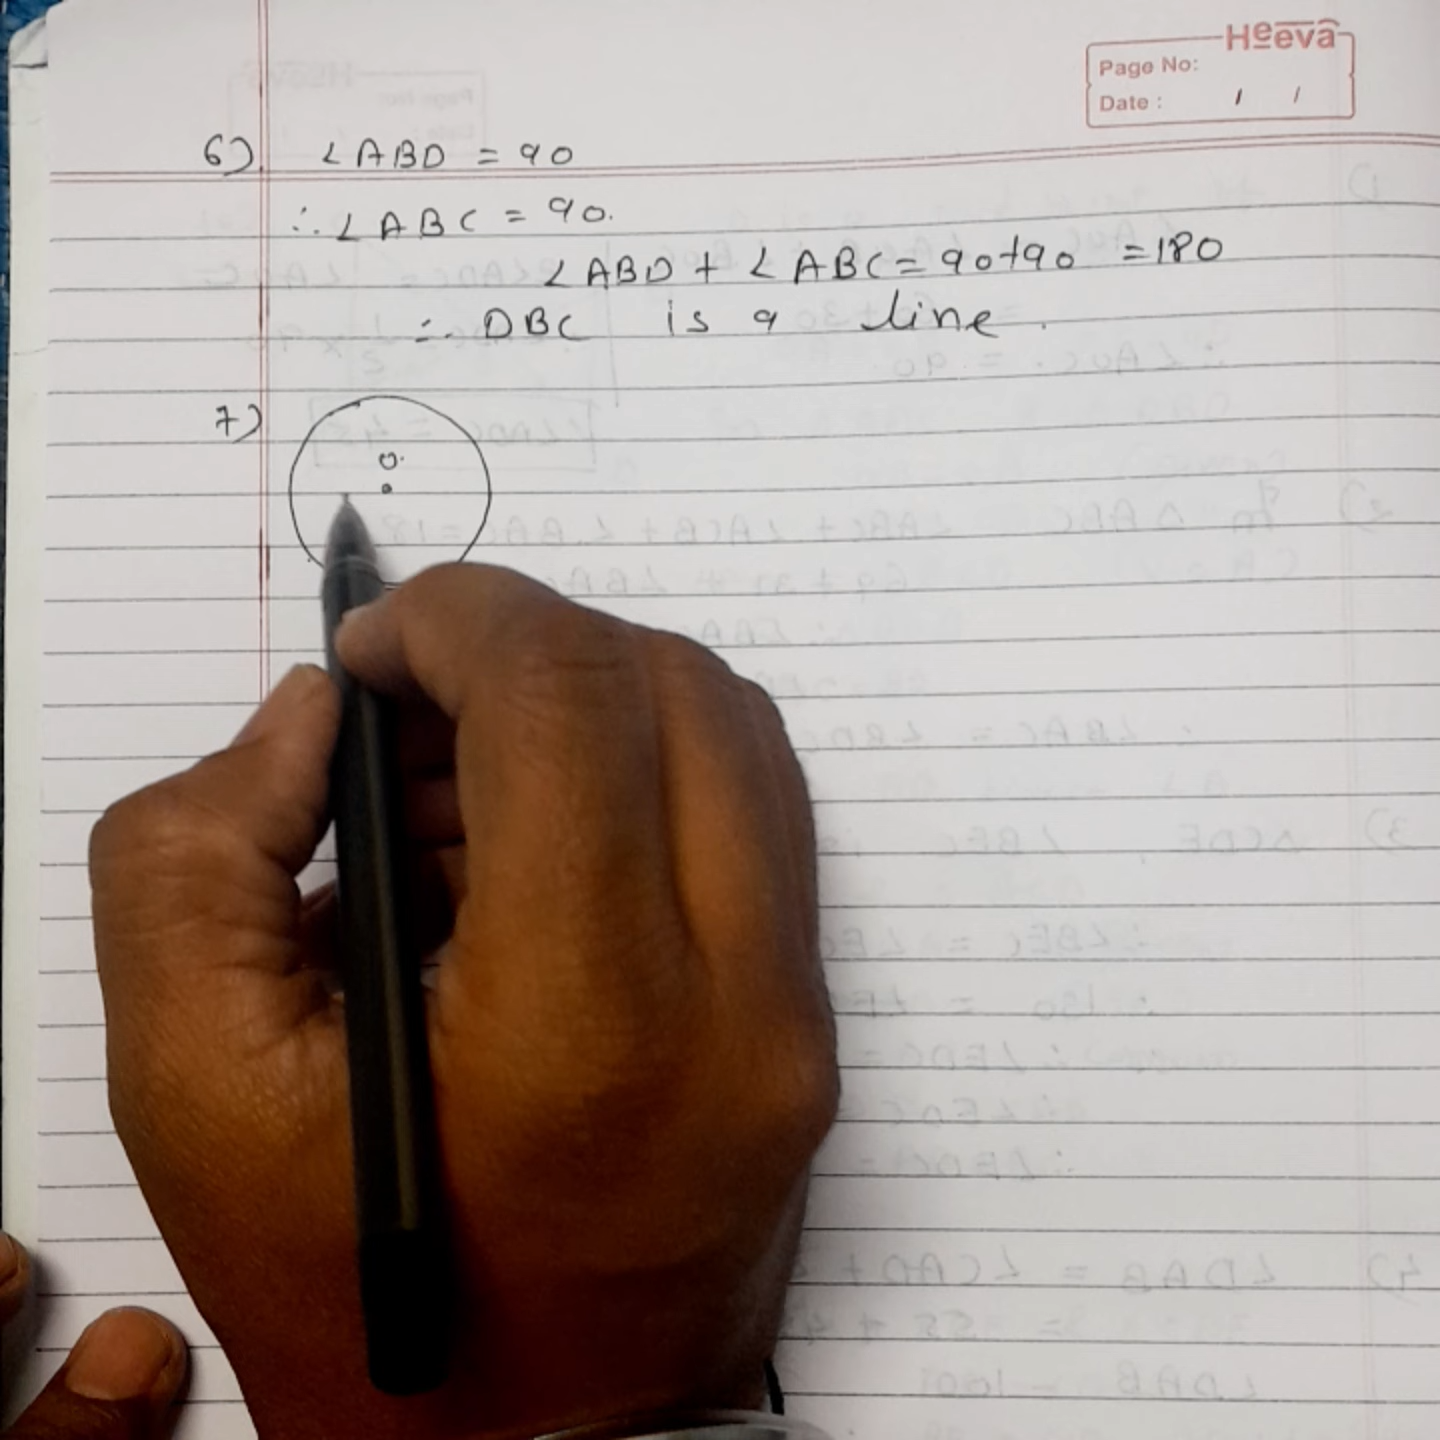 Heeva
Page No:
Date : / /
6) ∠ABD = 90
∴ ∠ABC = 90.
∠ABD + ∠ABC = 90+90 = 180
∴ DBC is a line.
7)
O.